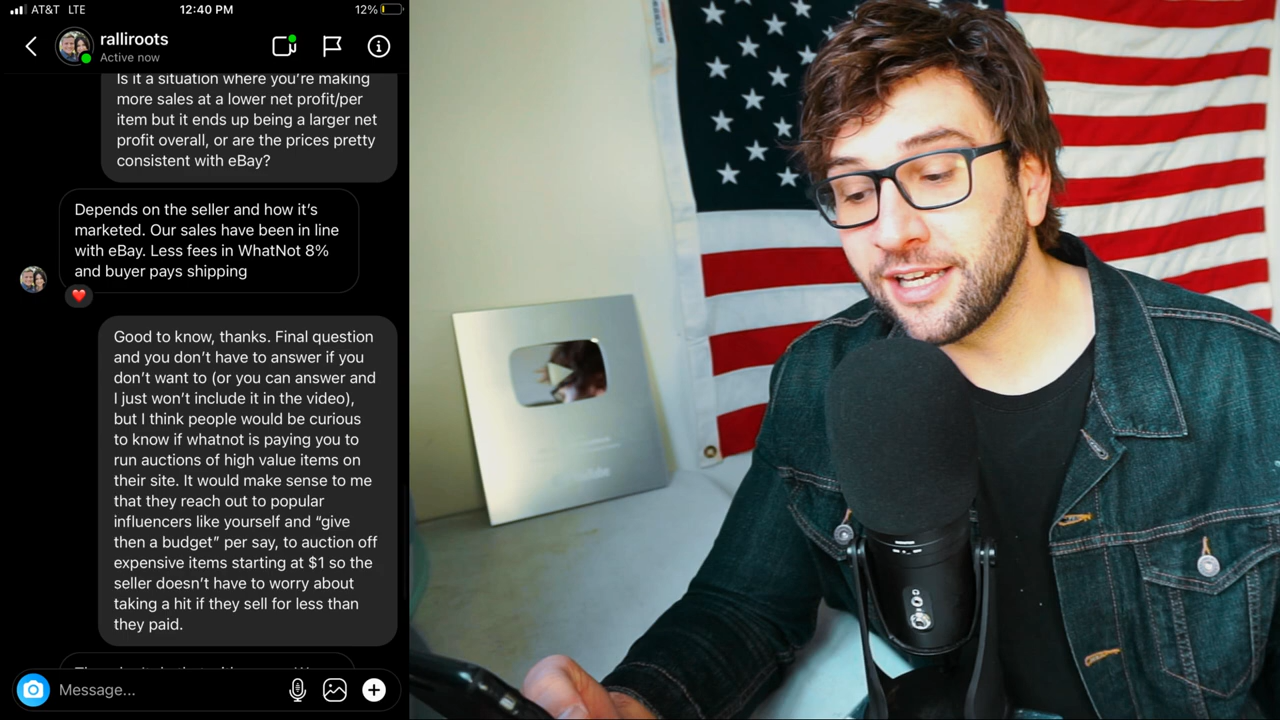 AT&T LTE 12:40 PM 12%
ralliroots
Active now
Is it a situation where you're making
more sales at a lower net profit/per
item but it ends up being a larger net
profit overall, or are the prices pretty
consistent with eBay?
Depends on the seller and how it's
marketed. Our sales have been in line
with eBay. Less fees in WhatNot 8%
and buyer pays shipping
Good to know, thanks. Final question
and you don't have to answer if you
don't want to (or you can answer and
I just won't include it in the video),
but I think people would be curious
to know if whatnot is paying you to
run auctions of high value items on
their site. It would make sense to me
that they reach out to popular
influencers like yourself and “give
then a budget” per say, to auction off
expensive items starting at $1 so the
seller doesn't have to worry about
taking a hit if they sell for less than
they paid.
Message...